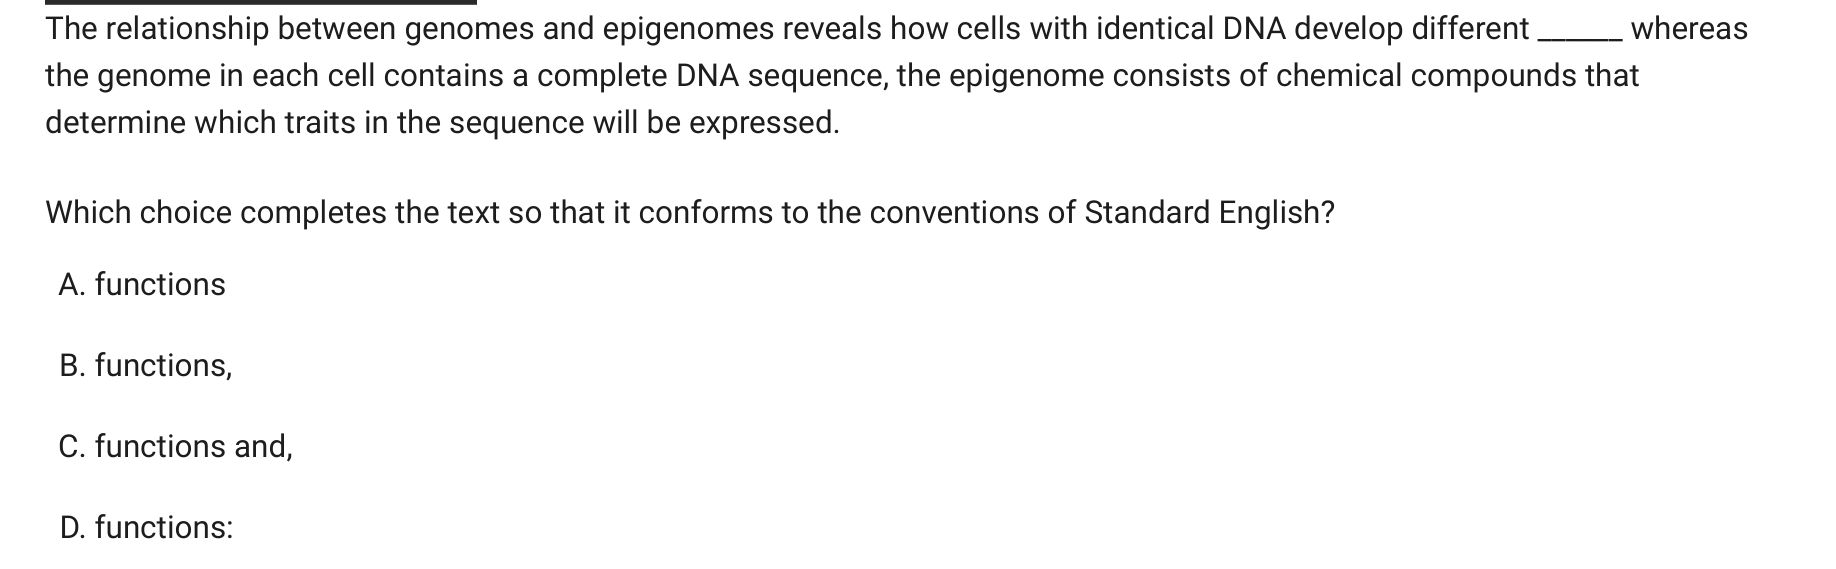 The relationship between genomes and epigenomes reveals how cells with identical DNA develop different ______ whereas
the genome in each cell contains a complete DNA sequence, the epigenome consists of chemical compounds that
determine which traits in the sequence will be expressed.
Which choice completes the text so that it conforms to the conventions of Standard English?
A. functions
B. functions,
C. functions and,
D. functions: